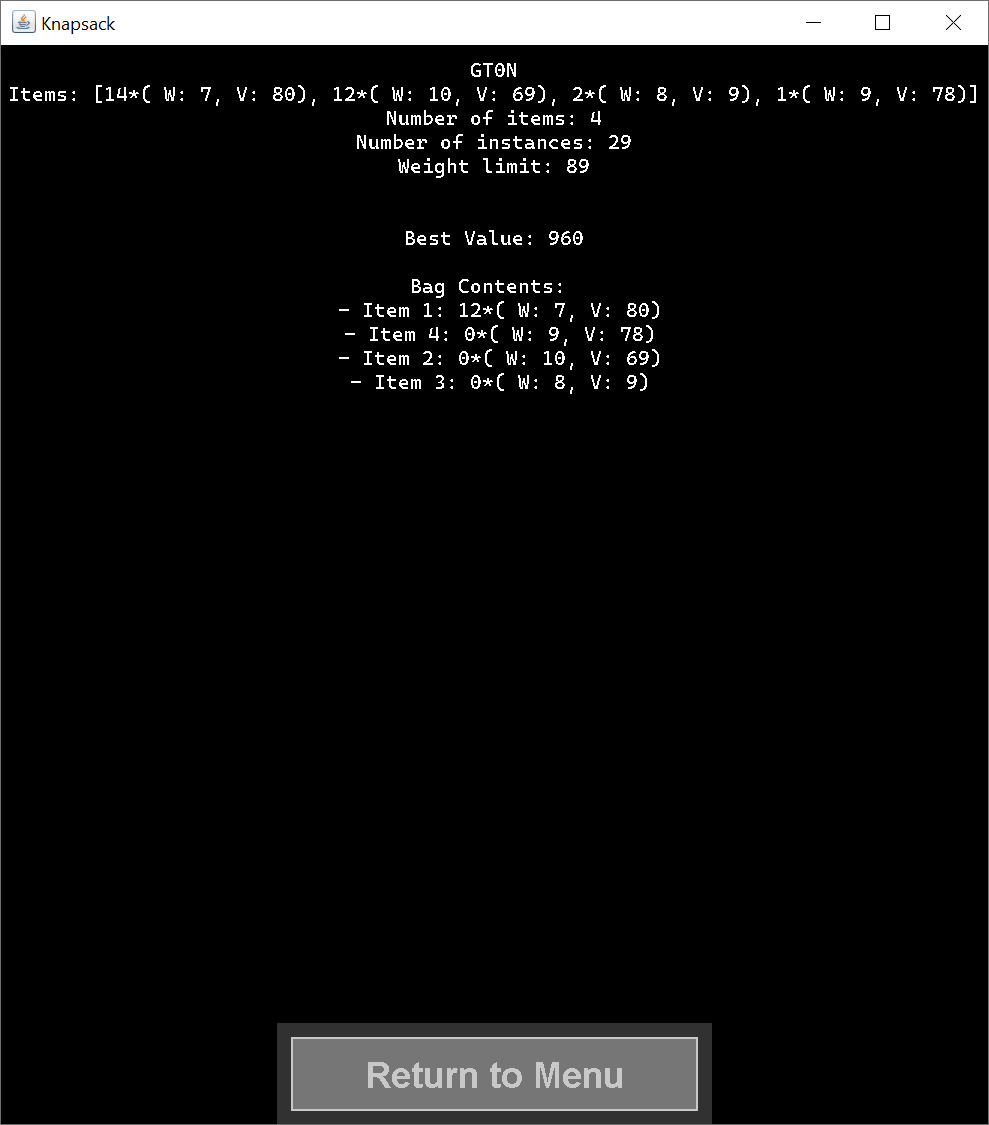 Knapsack
GT0N
Items: [14*( W: 7, V: 80), 12*( W: 10, V: 69), 2*( W: 8, V: 9), 1*( W: 9, V: 78)]
Number of items: 4
Number of instances: 29
Weight limit: 89
Best Value: 960
Bag Contents:
- Item 1: 12*( W: 7, V: 80)
- Item 4: 0*( W: 9, V: 78)
- Item 2: 0*( W: 10, V: 69)
- Item 3: 0*( W: 8, V: 9)
Return to Menu